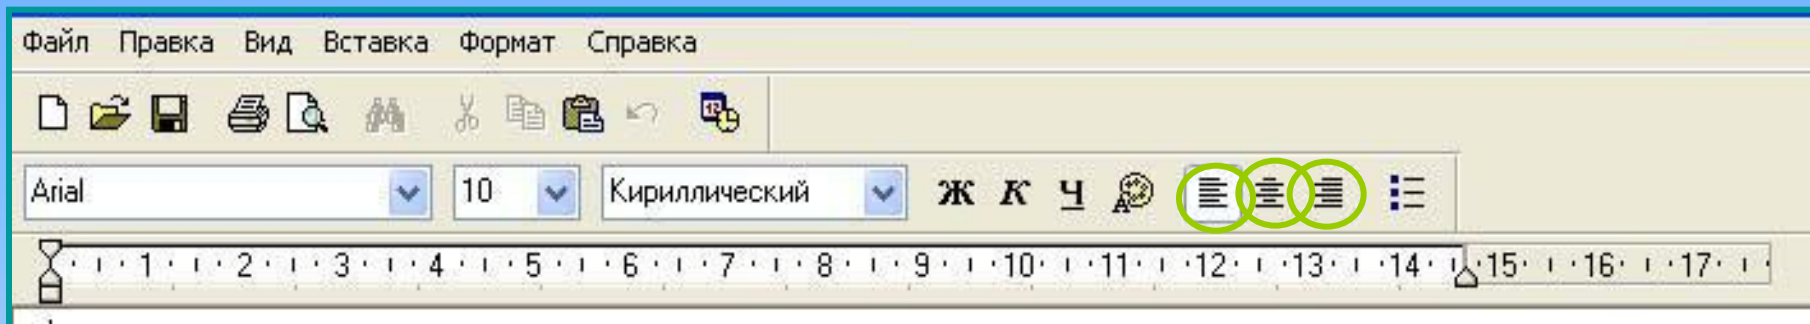 Файл Правка Вид Вставка Формат Справка
12
Arial 10 Кириллический Ж К Ч А
1 2 3 4 5 6 7 8 9 10 11 12 13 14 15 16 17